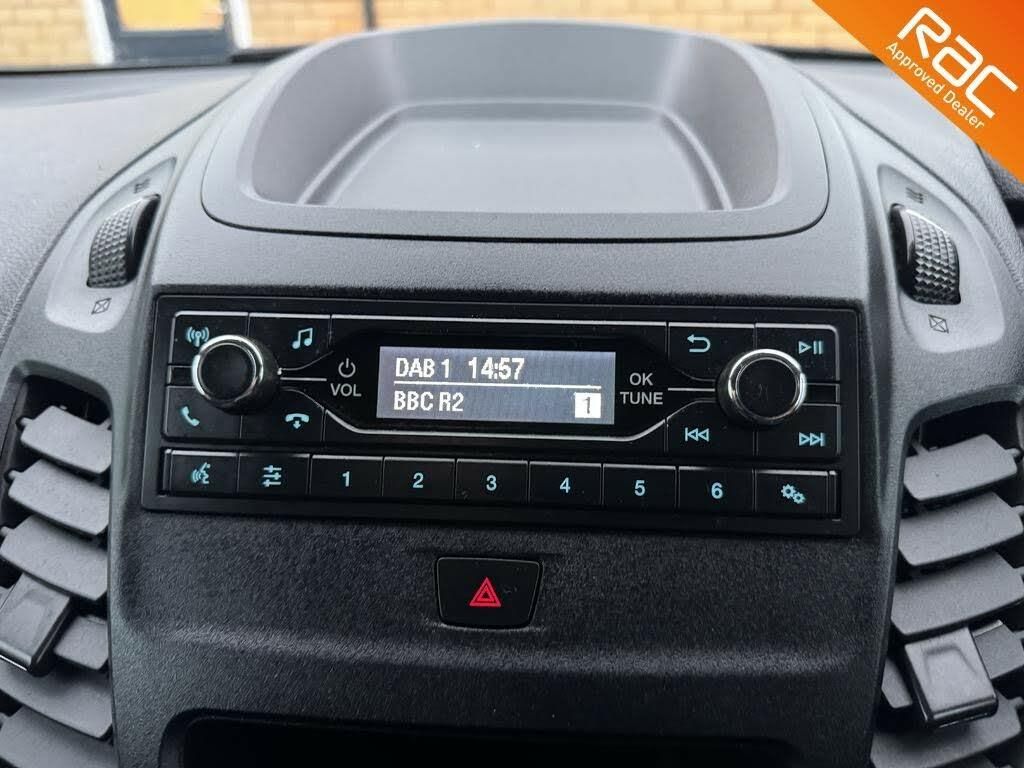 RAC
Approved Dealer
DAB 1 14:57
BBC R2
1
VOL
OK
TUNE
1 2 3 4 5 6